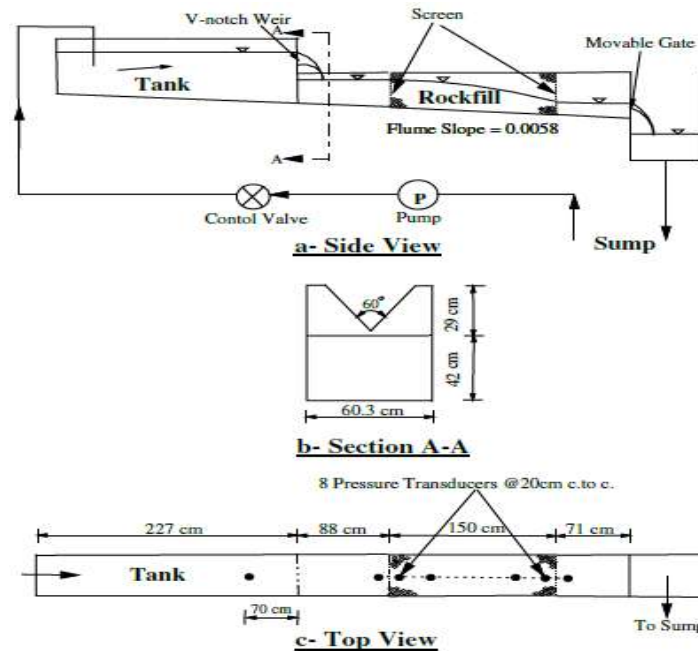 V-notch Weir
A
Screen
Movable Gate
Tank
Rockfill
Flume Slope = 0.0058
A
P
Contol Valve
Pump
Sump
a- Side View
60°
29 cm
42 cm
60.3 cm
b- Section A-A
8 Pressure Transducers @20cm c.to c.
227 cm
88 cm
150 cm
71 cm
Tank
70 cm
To Sump
c- Top View